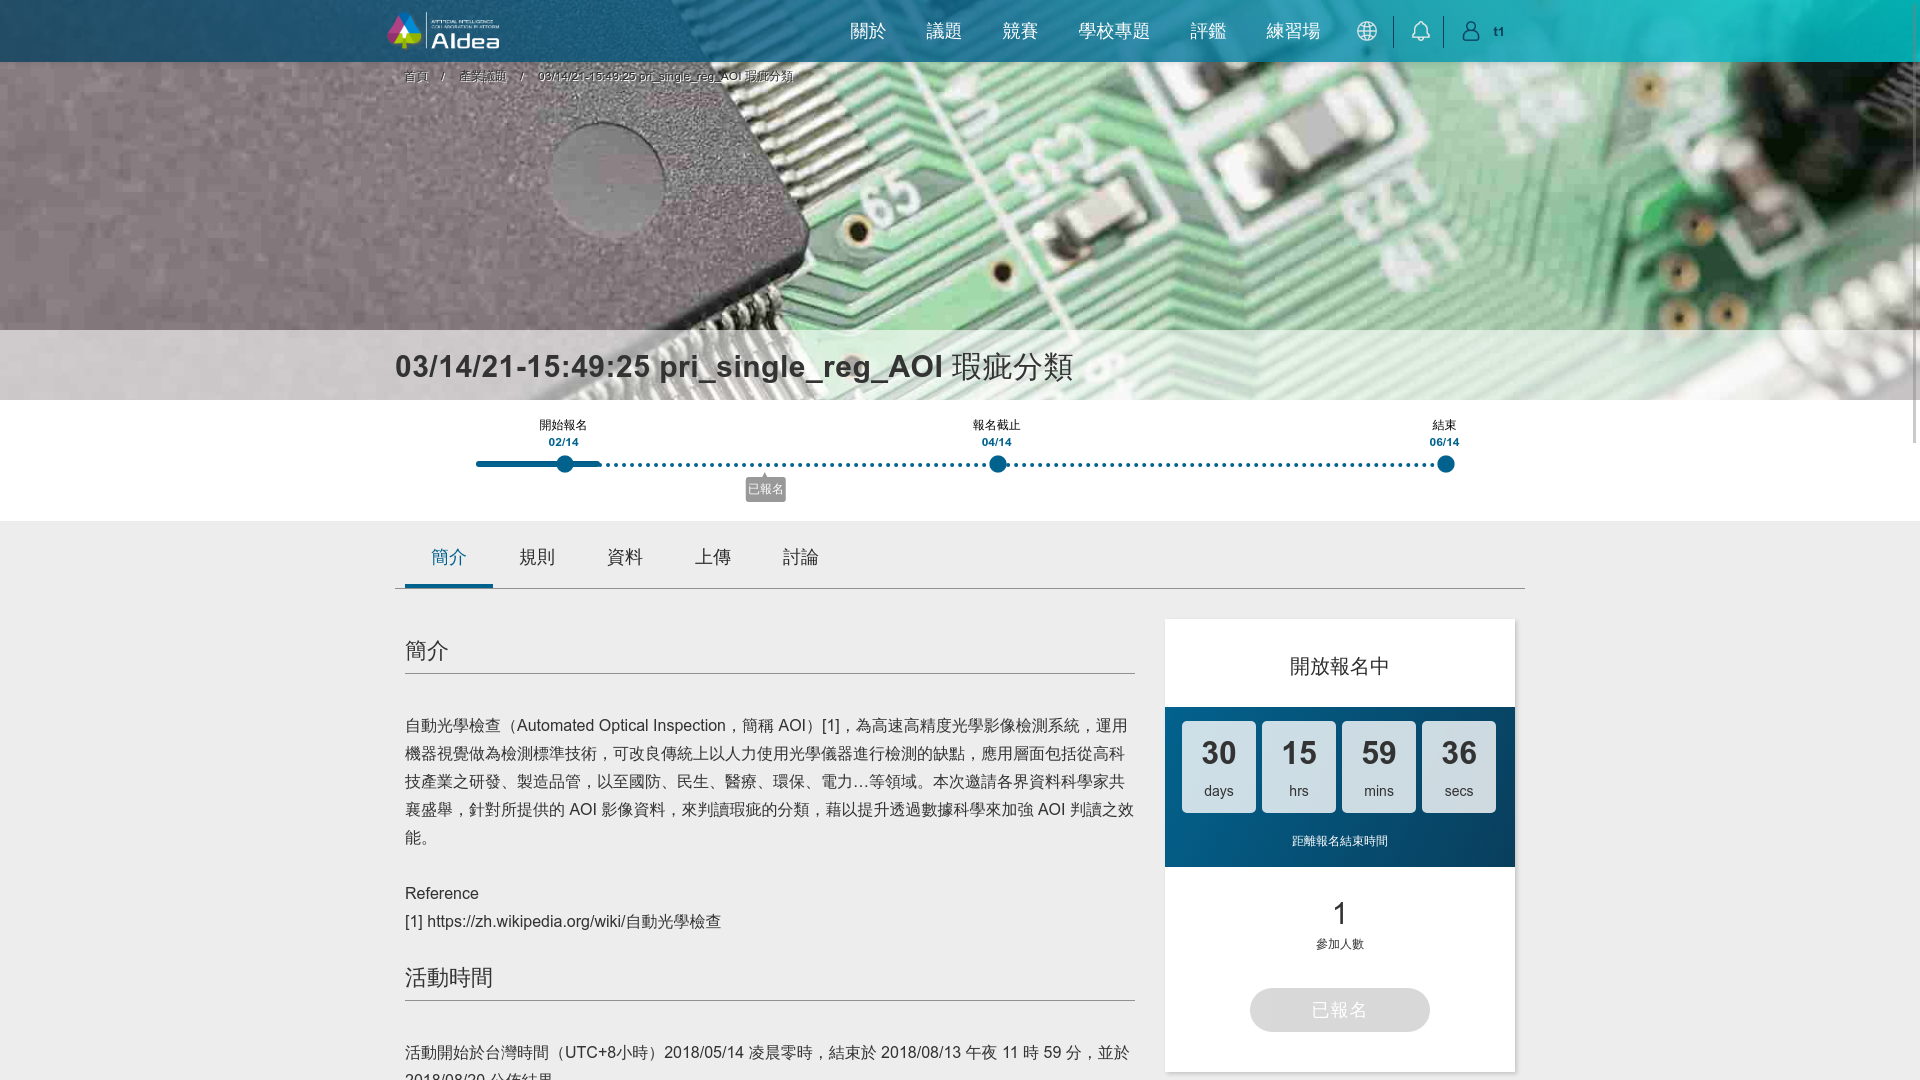 ARTIFICIAL INTELLIGENCE
COLLABORATION PLATFORM
AIdea
關於 議題 競賽 學校專題 評鑑 練習場 t1
首頁 / 產業議題 / 03/14/21-15:49:25 pri_single_reg_AOI 瑕疵分類
65
C33
03/14/21-15:49:25 pri_single_reg_AOI 瑕疵分類
開始報名 報名截止 結束
02/14 04/14 06/14
已報名
簡介 規則 資料 上傳 討論
簡介
自動光學檢查（Automated Optical Inspection，簡稱 AOI）[1]，為高速高精度光學影像檢測系統，運用
機器視覺做為檢測標準技術，可改良傳統上以人力使用光學儀器進行檢測的缺點，應用層面包括從高科
技產業之研發、製造品管，以至國防、民生、醫療、環保、電力…等領域。本次邀請各界資料科學家共
襄盛舉，針對所提供的 AOI 影像資料，來判讀瑕疵的分類，藉以提升透過數據科學來加強 AOI 判讀之效
能。
Reference
[1] https://zh.wikipedia.org/wiki/自動光學檢查
活動時間
活動開始於台灣時間（UTC+8小時）2018/05/14 凌晨零時，結束於 2018/08/13 午夜 11 時 59 分，並於
2018/08/20 公佈結果
開放報名中
30 15 59 36
days hrs mins secs
距離報名結束時間
1
參加人數
已報名